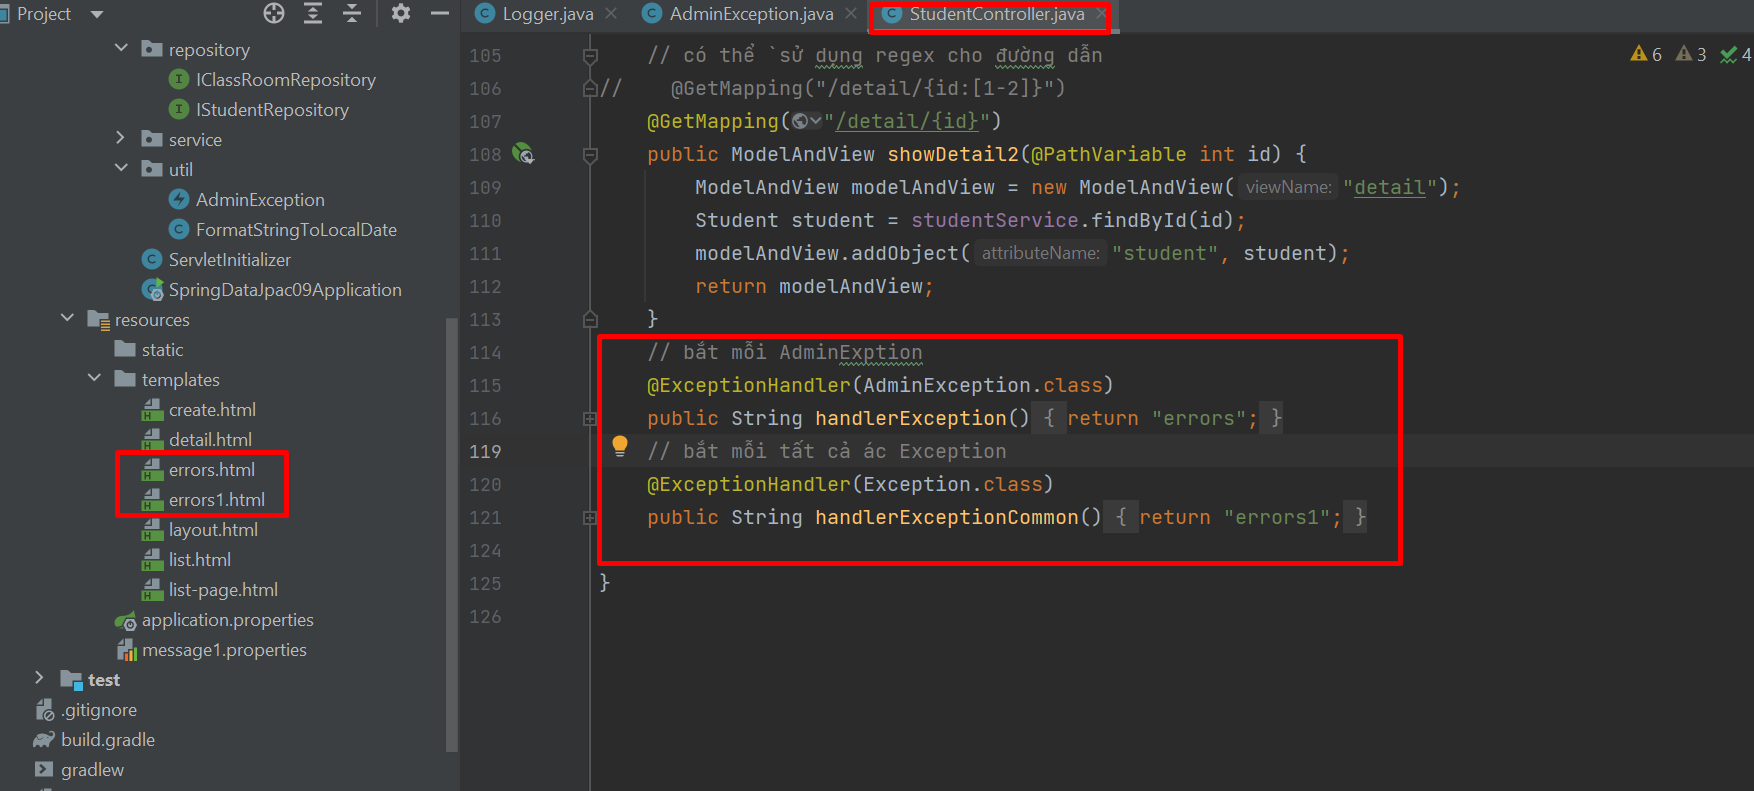 Project
repository
IClassRoomRepository
IStudentRepository
service
util
AdminException
FormatStringToLocalDate
ServletInitializer
SpringDataJpac09Application
resources
static
templates
create.html
detail.html
errors.html
errors1.html
layout.html
list.html
list-page.html
application.properties
message1.properties
test
.gitignore
build.gradle
gradlew
Logger.java AdminException.java StudentController.java
6 3 4
105 // có thể `sử dụng regex cho đường dẫn
106 // @GetMapping("/detail/{id:[1-2]}")
107 @GetMapping("/detail/{id}")
108 public ModelAndView showDetail2(@PathVariable int id) {
109 ModelAndView modelAndView = new ModelAndView( viewName: "detail");
110 Student student = studentService.findById(id);
111 modelAndView.addObject( attributeName: "student", student);
112 return modelAndView;
113 }
114 // bắt mỗi AdminExption
115 @ExceptionHandler(AdminException.class)
116 public String handlerException() { return "errors"; }
119 // bắt mỗi tất cả ác Exception
120 @ExceptionHandler(Exception.class)
121 public String handlerExceptionCommon() { return "errors1"; }
124
125 }
126